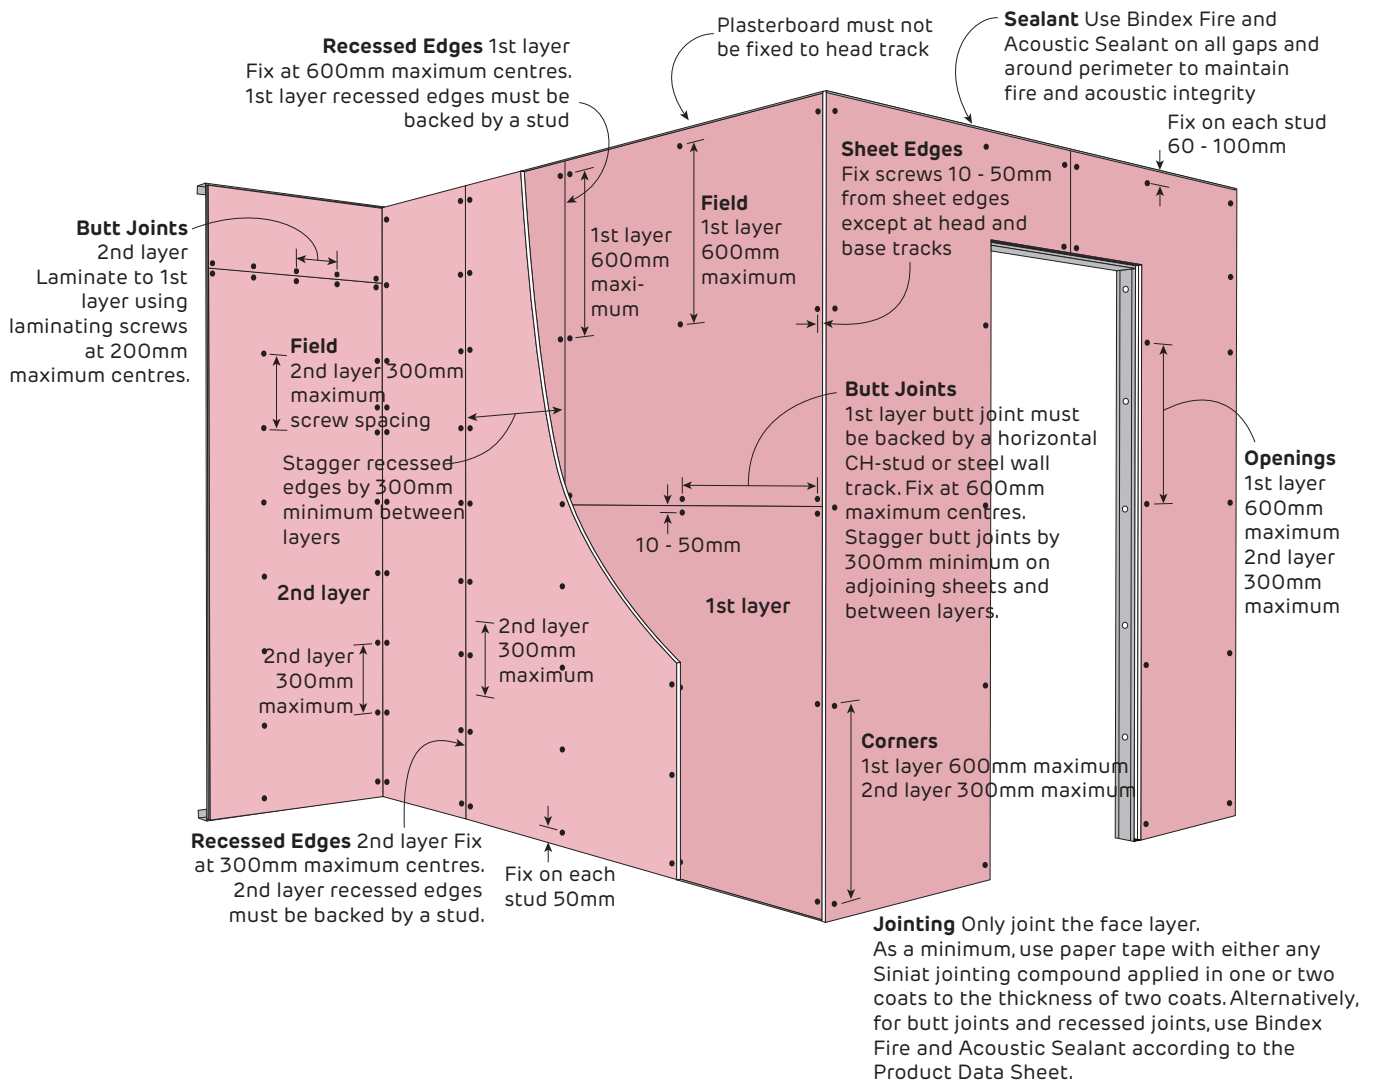 Recessed Edges 1st layer
Fix at 600mm maximum centres.
1st layer recessed edges must be
backed by a stud
Plasterboard must not
be fixed to head track
Sealant Use Bindex Fire and
Acoustic Sealant on all gaps and
around perimeter to maintain
fire and acoustic integrity
Fix on each stud
60 - 100mm
Sheet Edges
Fix screws 10 - 50mm
from sheet edges
except at head and
base tracks
Field
1st layer
600mm
maximum
1st layer
600mm
maxi-
mum
Butt Joints
2nd layer
Laminate to 1st
layer using
laminating screws
at 200mm
maximum centres.
Field
2nd layer 300mm
maximum
screw spacing
Stagger recessed
edges by 300mm
minimum between
layers
Butt Joints
1st layer butt joint must
be backed by a horizontal
CH-stud or steel wall
track. Fix at 600mm
maximum centres.
Stagger butt joints by
300mm minimum on
adjoining sheets and
between layers.
Openings
1st layer
600mm
maximum
2nd layer
300mm
maximum
10 - 50mm
2nd layer
1st layer
2nd layer
300mm
maximum
2nd layer
300mm
maximum
Corners
1st layer 600mm maximum
2nd layer 300mm maximum
Recessed Edges 2nd layer Fix
at 300mm maximum centres.
2nd layer recessed edges
must be backed by a stud.
Fix on each
stud 50mm
Jointing Only joint the face layer.
As a minimum, use paper tape with either any
Siniat jointing compound applied in one or two
coats to the thickness of two coats. Alternatively,
for butt joints and recessed joints, use Bindex
Fire and Acoustic Sealant according to the
Product Data Sheet.